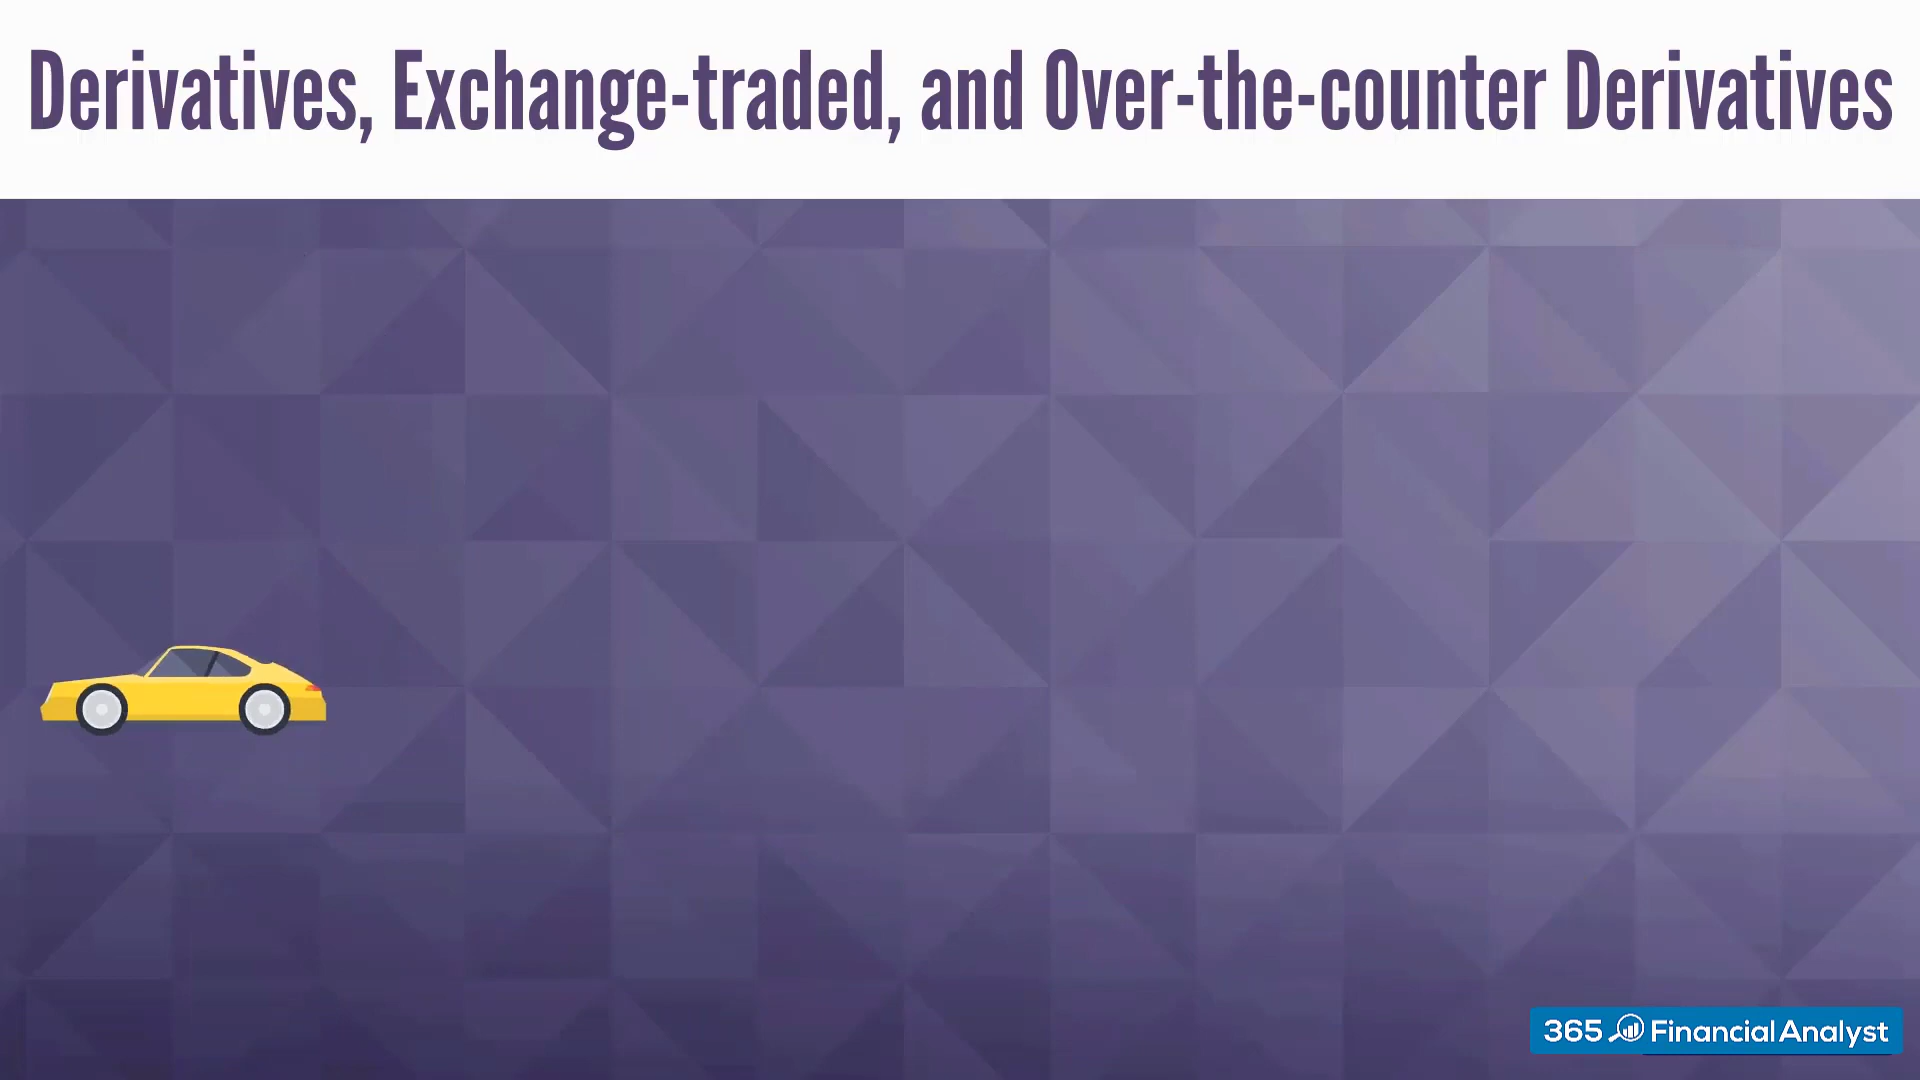 Derivatives, Exchange-traded, and Over-the-counter Derivatives
365 Financial Analyst